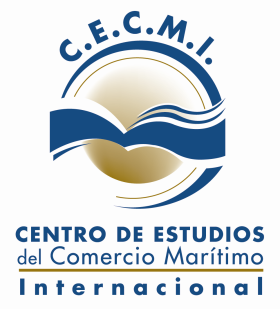 C.E.C.M.I.
CENTRO DE ESTUDIOS
del Comercio Marítimo
Internacional